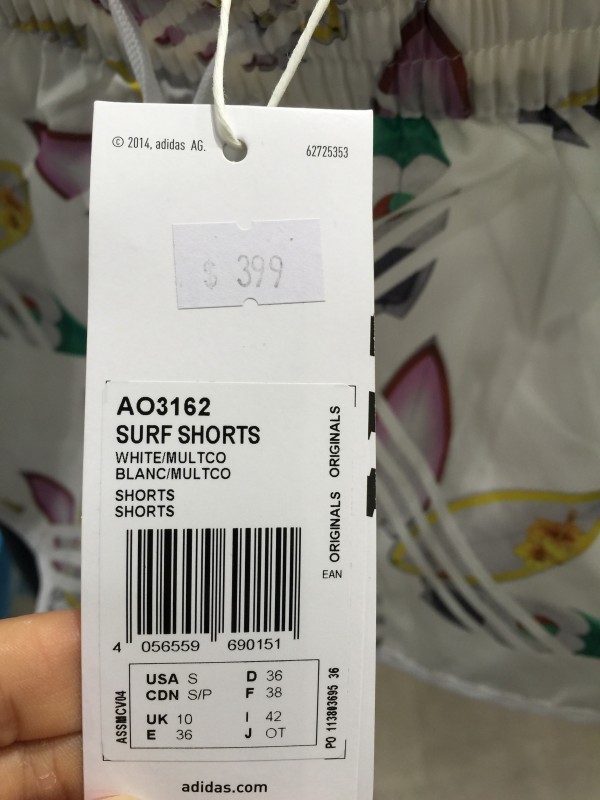 © 2014, adidas AG.
62725353
$ 399
AO3162
SURF SHORTS
WHITE/MULTCO
BLANC/MULTCO
SHORTS
SHORTS
ORIGINALS ORIGINALS
EAN
4 056559 690151
ASSMCV04
USA S D 36
CDN S/P F 38
UK 10 I 42
E 36 J OT
PO 113803695 36
adidas.com